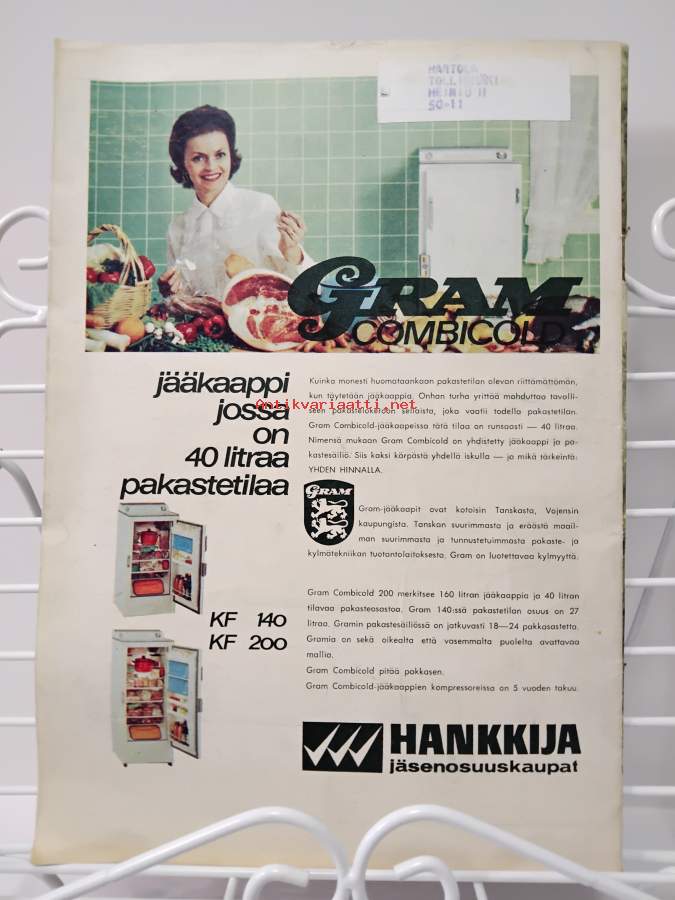 HARTOLA
HEINIO H
SO-11
GRAM
COMBICOLD
jääkaappi
jossa
on
40 litraa
pakastetilaa
Kuinka monesti huomataankaan pakastetilan olevan riittämättömän,
kun täytetään jääkaappia. Onhan turha yrittää mahduttaa tavalli-
seen pakastelokeroon sellaista, joka vaatii todella pakastetilan.
Gram Combicold-jääkaapeissa tätä tilaa on runsaasti — 40 litraa.
Nimensä mukaan Gram Combicold on yhdistetty jääkaappi ja pa-
kastesäiliö. Siis kaksi kärpästä yhdellä iskulla — ja mikä tärkeintä:
YHDEN HINNALLA.
Antikvariaatti.net
GRAM
Gram-jääkaapit ovat kotoisin Tanskasta, Vojensin
kaupungista. Tanskan suurimmasta ja eräästä maail-
man suurimmasta ja tunnustetuimmasta pakaste- ja
kylmätekniikan tuotantolaitoksesta. Gram on luotettavaa kylmyyttä.
KF 140
KF 200
Gram Combicold 200 merkitsee 160 litran jääkaappia ja 40 litran
tilavaa pakasteosastoa. Gram 140:ssä pakastetilan osuus on 27
litraa. Gramin pakastesäiliössä on jatkuvasti 18—24 pakkasastetta.
Gramia on sekä oikealta että vasemmalta puolelta avattavaa
mallia.
Gram Combicold pitää pakkasen.
Gram Combicold-jääkaappien kompressoreissa on 5 vuoden takuu.
HANKKIJA
jäsenosuuskaupat